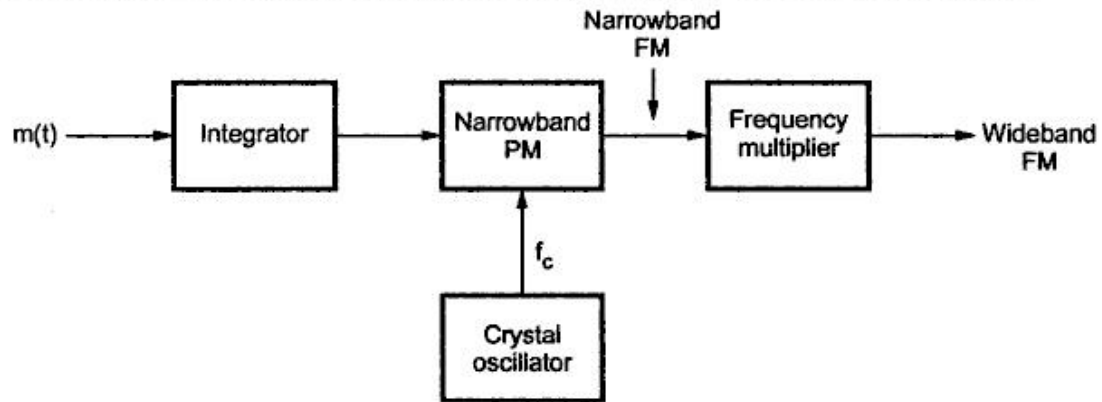 Narrowband
FM
m(t)
Integrator
Narrowband
PM
Frequency
multiplier
Wideband
FM
f_c
Crystal
oscillator